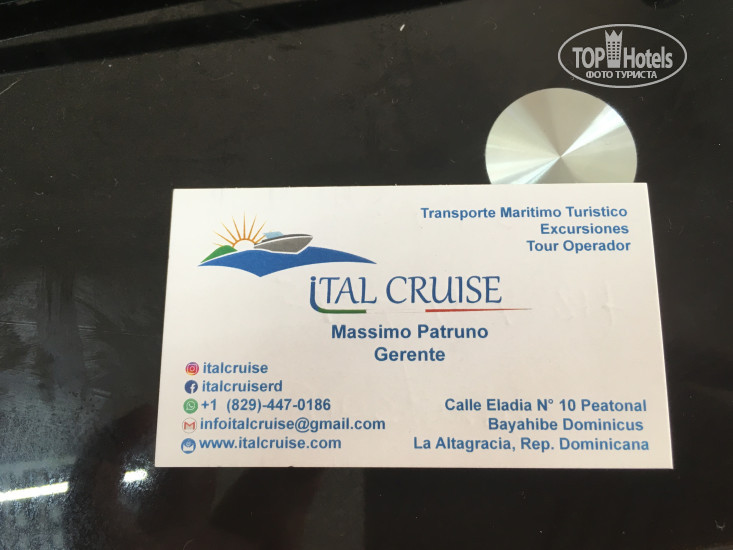 TOP Hotels
ФОТО ТУРИСТА
Transporte Maritimo Turistico
Excursiones
Tour Operador
iTAL CRUISE
Massimo Patruno
Gerente
italcruise
italcruiserd
+1 (829)-447-0186
infoitalcruise@gmail.com
www.italcruise.com
Calle Eladia N° 10 Peatonal
Bayahibe Dominicus
La Altagracia, Rep. Dominicana